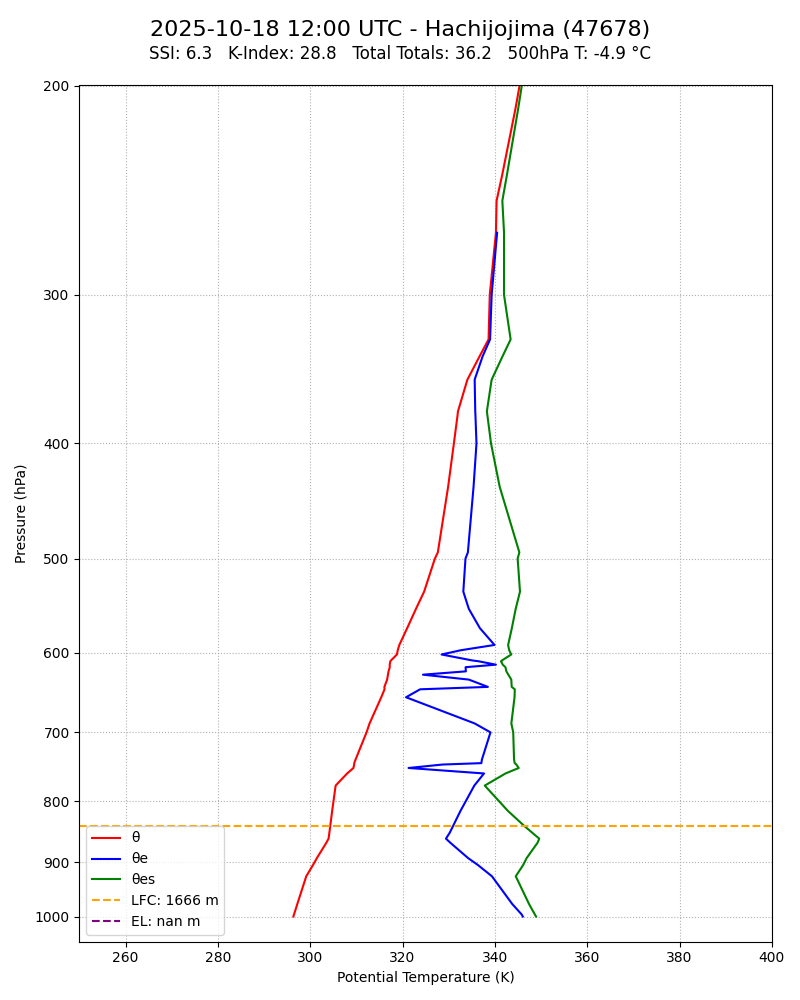 2025-10-18 12:00 UTC - Hachijojima (47678)
SSI: 6.3   K-Index: 28.8   Total Totals: 36.2   500hPa T: -4.9 °C
200
300
400
500
600
700
800
900
1000
Pressure (hPa)
θ
θe
θes
LFC: 1666 m
EL: nan m
260 280 300 320 340 360 380 400
Potential Temperature (K)